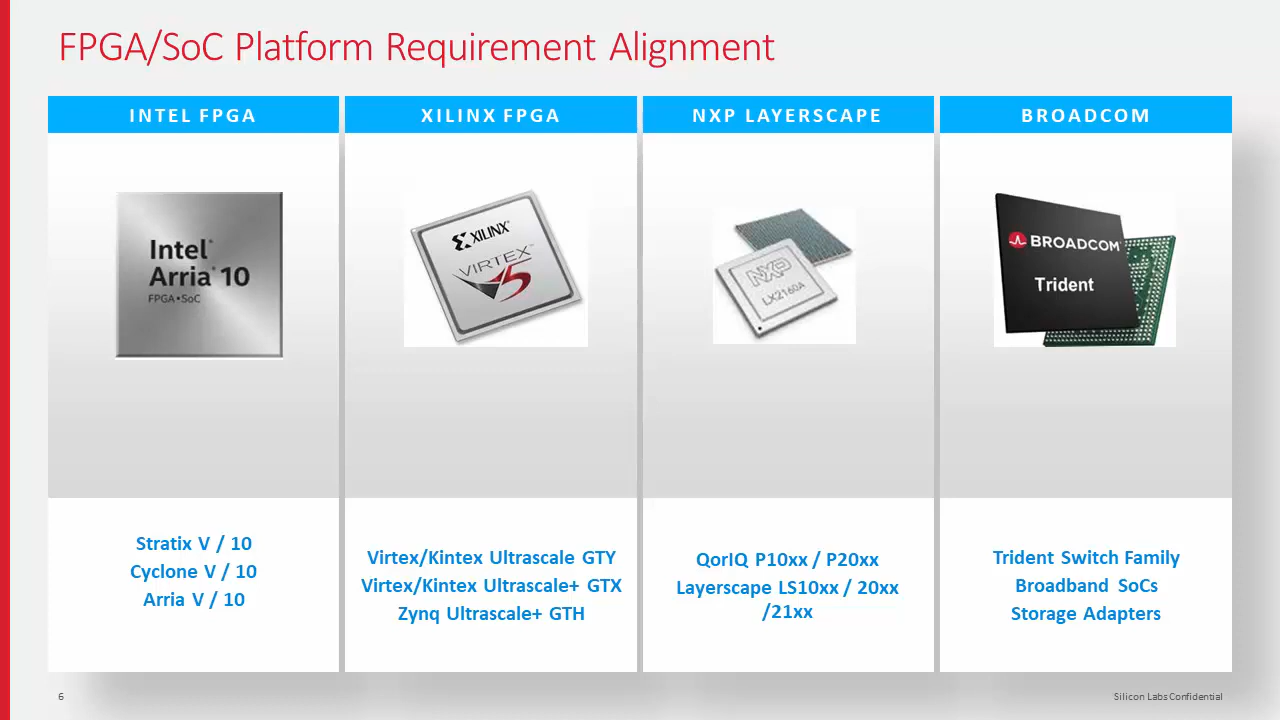 FPGA/SoC Platform Requirement Alignment
INTEL FPGA
Intel®
Arria® 10
FPGA•SoC
Stratix V / 10
Cyclone V / 10
Arria V / 10
XILINX FPGA
XILINX®
VIRTEX™
5
Virtex/Kintex Ultrascale GTY
Virtex/Kintex Ultrascale+ GTX
Zynq Ultrascale+ GTH
NXP LAYERSCAPE
NXP
LX2160A
QorIQ P10xx / P20xx
Layerscape LS10xx / 20xx
/21xx
BROADCOM
BROADCOM®
Trident
Trident Switch Family
Broadband SoCs
Storage Adapters
6
Silicon Labs Confidential